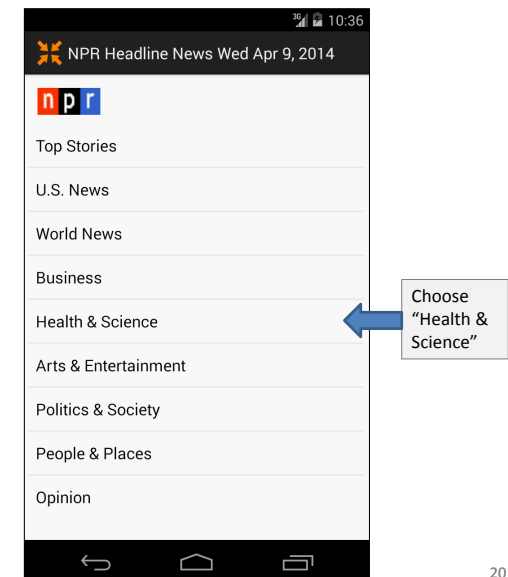 3G 10:36
NPR Headline News Wed Apr 9, 2014
n p r
Top Stories
U.S. News
World News
Business
Health & Science
Arts & Entertainment
Politics & Society
People & Places
Opinion
Choose
“Health &
Science”
20